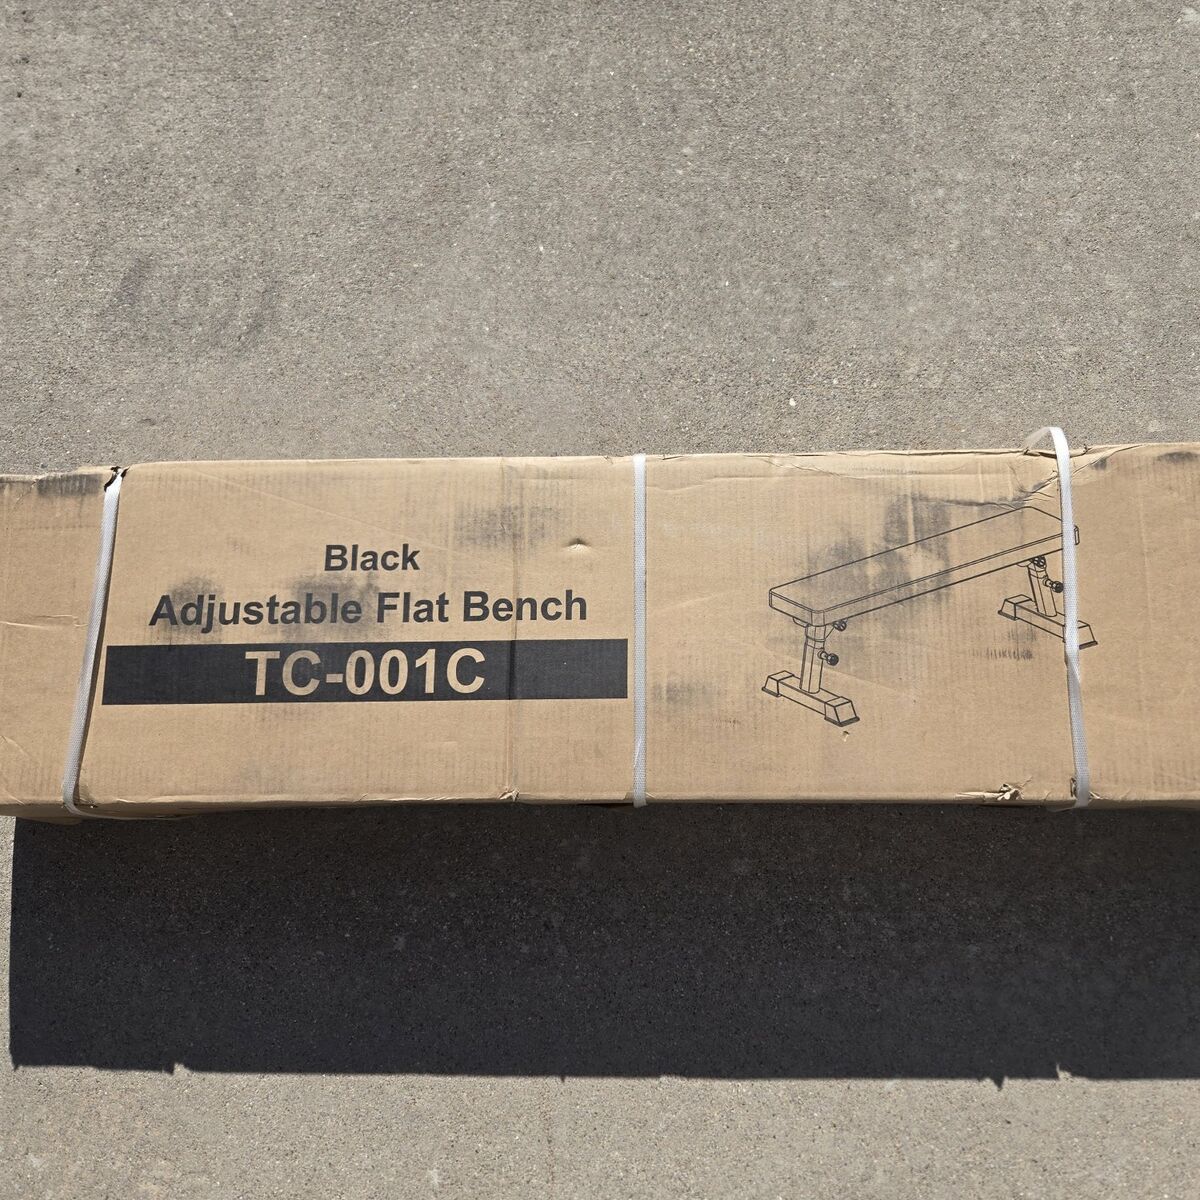 Black
Adjustable Flat Bench
TC-001C